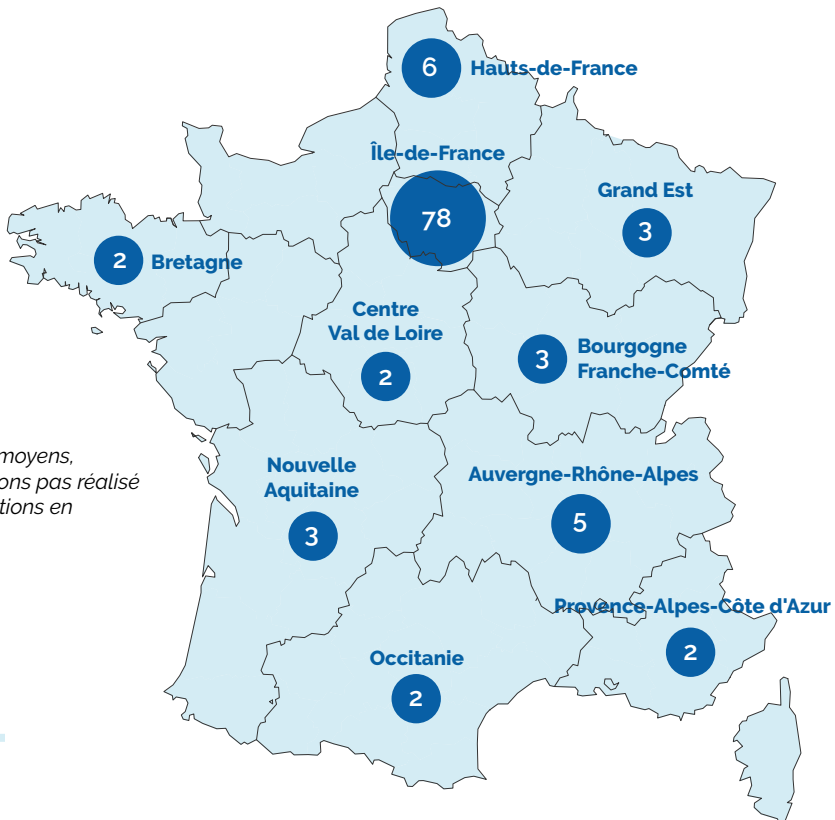 6
Hauts-de-France
Île-de-France
78
Grand Est
3
2
Bretagne
Centre
Val de Loire
2
3
Bourgogne
Franche-Comté
moyens,
ons pas réalisé
tions en
Nouvelle
Aquitaine
3
Auvergne-Rhône-Alpes
5
Provence-Alpes-Côte d'Azur
2
Occitanie
2